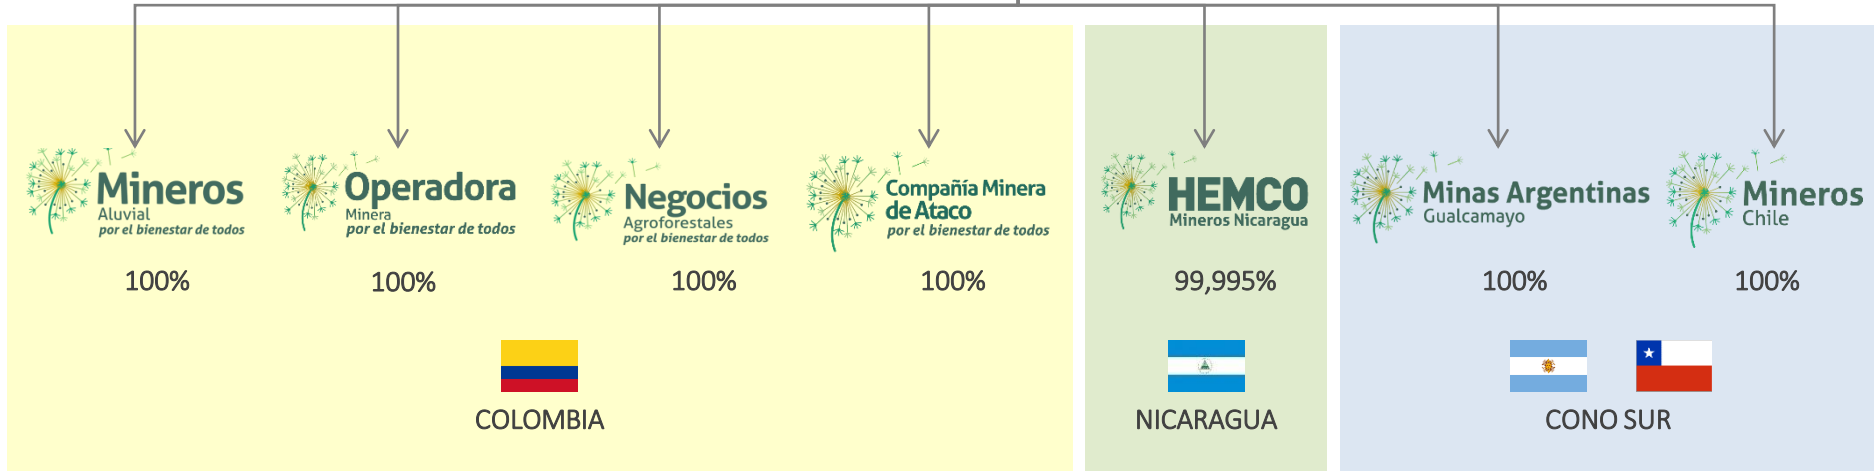 Mineros
Aluvial
por el bienestar de todos
100%
Operadora
Minera
por el bienestar de todos
100%
Negocios
Agroforestales
por el bienestar de todos
100%
Compañía Minera
de Ataco
por el bienestar de todos
100%
COLOMBIA
HEMCO
Mineros Nicaragua
99,995%
NICARAGUA
Minas Argentinas
Gualcamayo
100%
Mineros
Chile
100%
CONO SUR